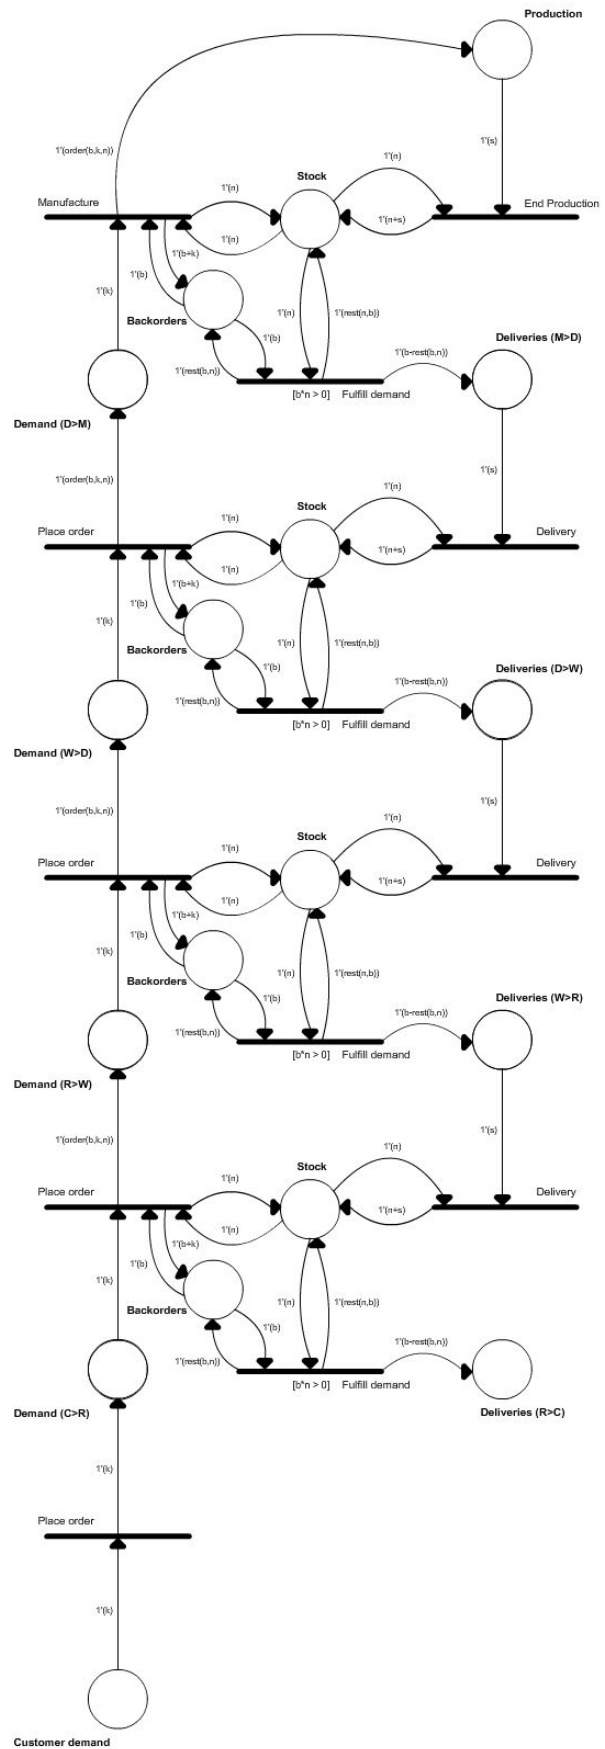 Production
1'(order(b,k,n))
1'(s)
1'(n)
Stock
1'(n)
Manufacture
1'(n+s)
End Production
1'(n)
1'(b+k)
1'(b)
1'(k)
Backorders
1'(n)
1'(rest(n,b))
1'(b)
Deliveries (M>D)
1'(b-rest(b,n))
1'(rest(b,n))
[b*n > 0] Fulfill demand
Demand (D>M)
1'(s)
1'(order(b,k,n))
1'(n)
Stock
1'(n)
Place order
1'(n+s)
Delivery
1'(n)
1'(b+k)
1'(b)
1'(k)
Backorders
1'(n)
1'(rest(n,b))
1'(b)
Deliveries (D>W)
1'(b-rest(b,n))
1'(rest(b,n))
[b*n > 0] Fulfill demand
Demand (W>D)
1'(s)
1'(order(b,k,n))
1'(n)
Stock
1'(n)
Place order
1'(n+s)
Delivery
1'(n)
1'(b+k)
1'(b)
1'(k)
Backorders
1'(n)
1'(rest(n,b))
1'(b)
Deliveries (W>R)
1'(b-rest(b,n))
1'(rest(b,n))
[b*n > 0] Fulfill demand
Demand (R>W)
1'(s)
1'(order(b,k,n))
1'(n)
Stock
1'(n)
Place order
1'(n+s)
Delivery
1'(n)
1'(b+k)
1'(b)
1'(k)
Backorders
1'(n)
1'(rest(n,b))
1'(b)
1'(b-rest(b,n))
1'(rest(b,n))
[b*n > 0] Fulfill demand
Demand (C>R)
Deliveries (R>C)
1'(k)
Place order
1'(k)
Customer demand